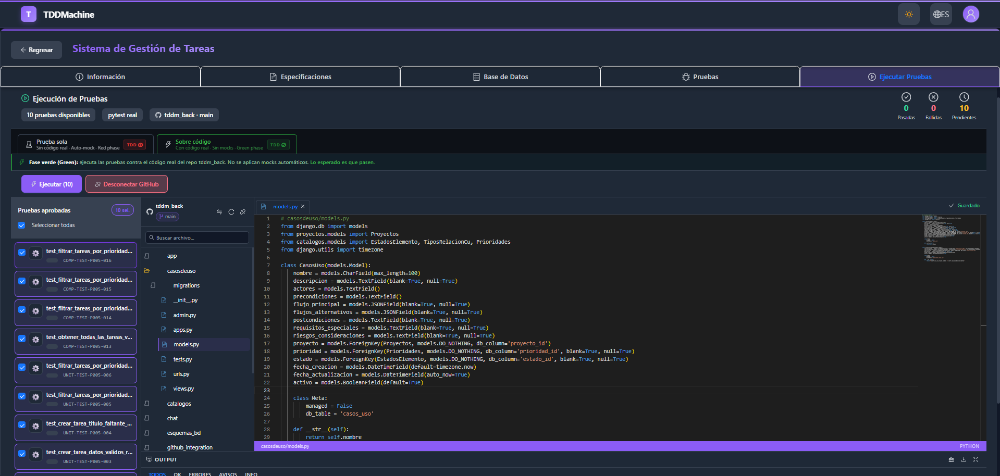 T TDDMachine
ES
Regresar
Sistema de Gestión de Tareas
Información
Especificaciones
Base de Datos
Pruebas
Ejecutar Pruebas
Ejecución de Pruebas
10 pruebas disponibles
pytest real
tddm_back · main
0
Pasadas
0
Fallidas
10
Pendientes
Prueba sola
Sin código real · Auto-mock · Red phase
TDD
Sobre código
Con código real · Sin mocks · Green phase
TDD
Fase verde (Green): ejecuta las pruebas contra el código real del repo tddm_back. No se aplican mocks automáticos. Lo esperado es que pasen.
Ejecutar (10)
Desconectar GitHub
Pruebas aprobadas
10 sel.
Seleccionar todas
test_filtrar_tareas_por_prioridad...
COMP-TEST-P005-016
test_filtrar_tareas_por_prioridad...
COMP-TEST-P005-015
test_filtrar_tareas_por_prioridad...
COMP-TEST-P005-014
test_obtener_todas_las_tareas_v...
COMP-TEST-P005-013
test_filtrar_tareas_por_prioridad...
UNIT-TEST-P005-006
test_filtrar_tareas_por_prioridad...
UNIT-TEST-P005-005
test_crear_tarea_titulo_faltante_...
UNIT-TEST-P005-004
test_crear_tarea_datos_validos_r...
UNIT-TEST-P005-003
tddm_back
main
Buscar archivo...
app
casosdeuso
migrations
__init__.py
admin.py
apps.py
models.py
tests.py
urls.py
views.py
catalogos
chat
esquemas_bd
github_integration
models.py ×
Guardado
1 # casosdeuso/models.py
2 from django.db import models
3 from proyectos.models import Proyectos
4 from catalogos.models import EstadosElemento, TiposRelacionCu, Prioridades
5 from django.utils import timezone
6
7 class CasosUso(models.Model):
8 nombre = models.CharField(max_length=100)
9 descripcion = models.TextField(blank=True, null=True)
10 actores = models.TextField()
11 precondiciones = models.TextField()
12 flujo_principal = models.JSONField(blank=True, null=True)
13 flujos_alternativos = models.JSONField(blank=True, null=True)
14 postcondiciones = models.TextField(blank=True, null=True)
15 requisitos_especiales = models.TextField(blank=True, null=True)
16 riesgos_consideraciones = models.TextField(blank=True, null=True)
17 proyecto = models.ForeignKey(Proyectos, models.DO_NOTHING, db_column='proyecto_id')
18 prioridad = models.ForeignKey(Prioridades, models.DO_NOTHING, db_column='prioridad_id', blank=True, null=True)
19 estado = models.ForeignKey(EstadosElemento, models.DO_NOTHING, db_column='estado_id', blank=True, null=True)
20 fecha_creacion = models.DateTimeField(default=timezone.now)
21 fecha_actualizacion = models.DateTimeField(auto_now=True)
22 activo = models.BooleanField(default=True)
23
24 class Meta:
25 managed = False
26 db_table = 'casos_uso'
27
28 def __str__(self):
29 return self.nombre
casosdeuso/models.py
PYTHON
OUTPUT
TODOS OK ERRORES AVISOS INFO